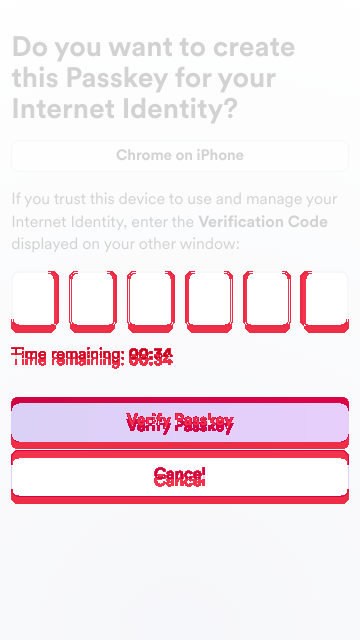 Do you want to create
this Passkey for your
Internet Identity?
Chrome on iPhone
If you trust this device to use and manage your
Internet Identity, enter the Verification Code
displayed on your other window:
Time remaining: 00:34
Verify Passkey
Cancel